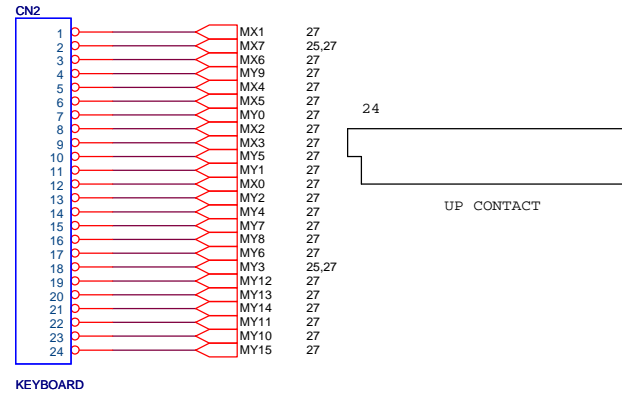 CN2
1 MX1 27
2 MX7 25,27
3 MX6 27
4 MY9 27
5 MX4 27
6 MX5 27
7 MY0 27
8 MX2 27
9 MX3 27
10 MY5 27
11 MY1 27
12 MX0 27
13 MY2 27
14 MY4 27
15 MY7 27
16 MY8 27
17 MY6 27
18 MY3 25,27
19 MY12 27
20 MY13 27
21 MY14 27
22 MY11 27
23 MY10 27
24 MY15 27
KEYBOARD
24
UP CONTACT